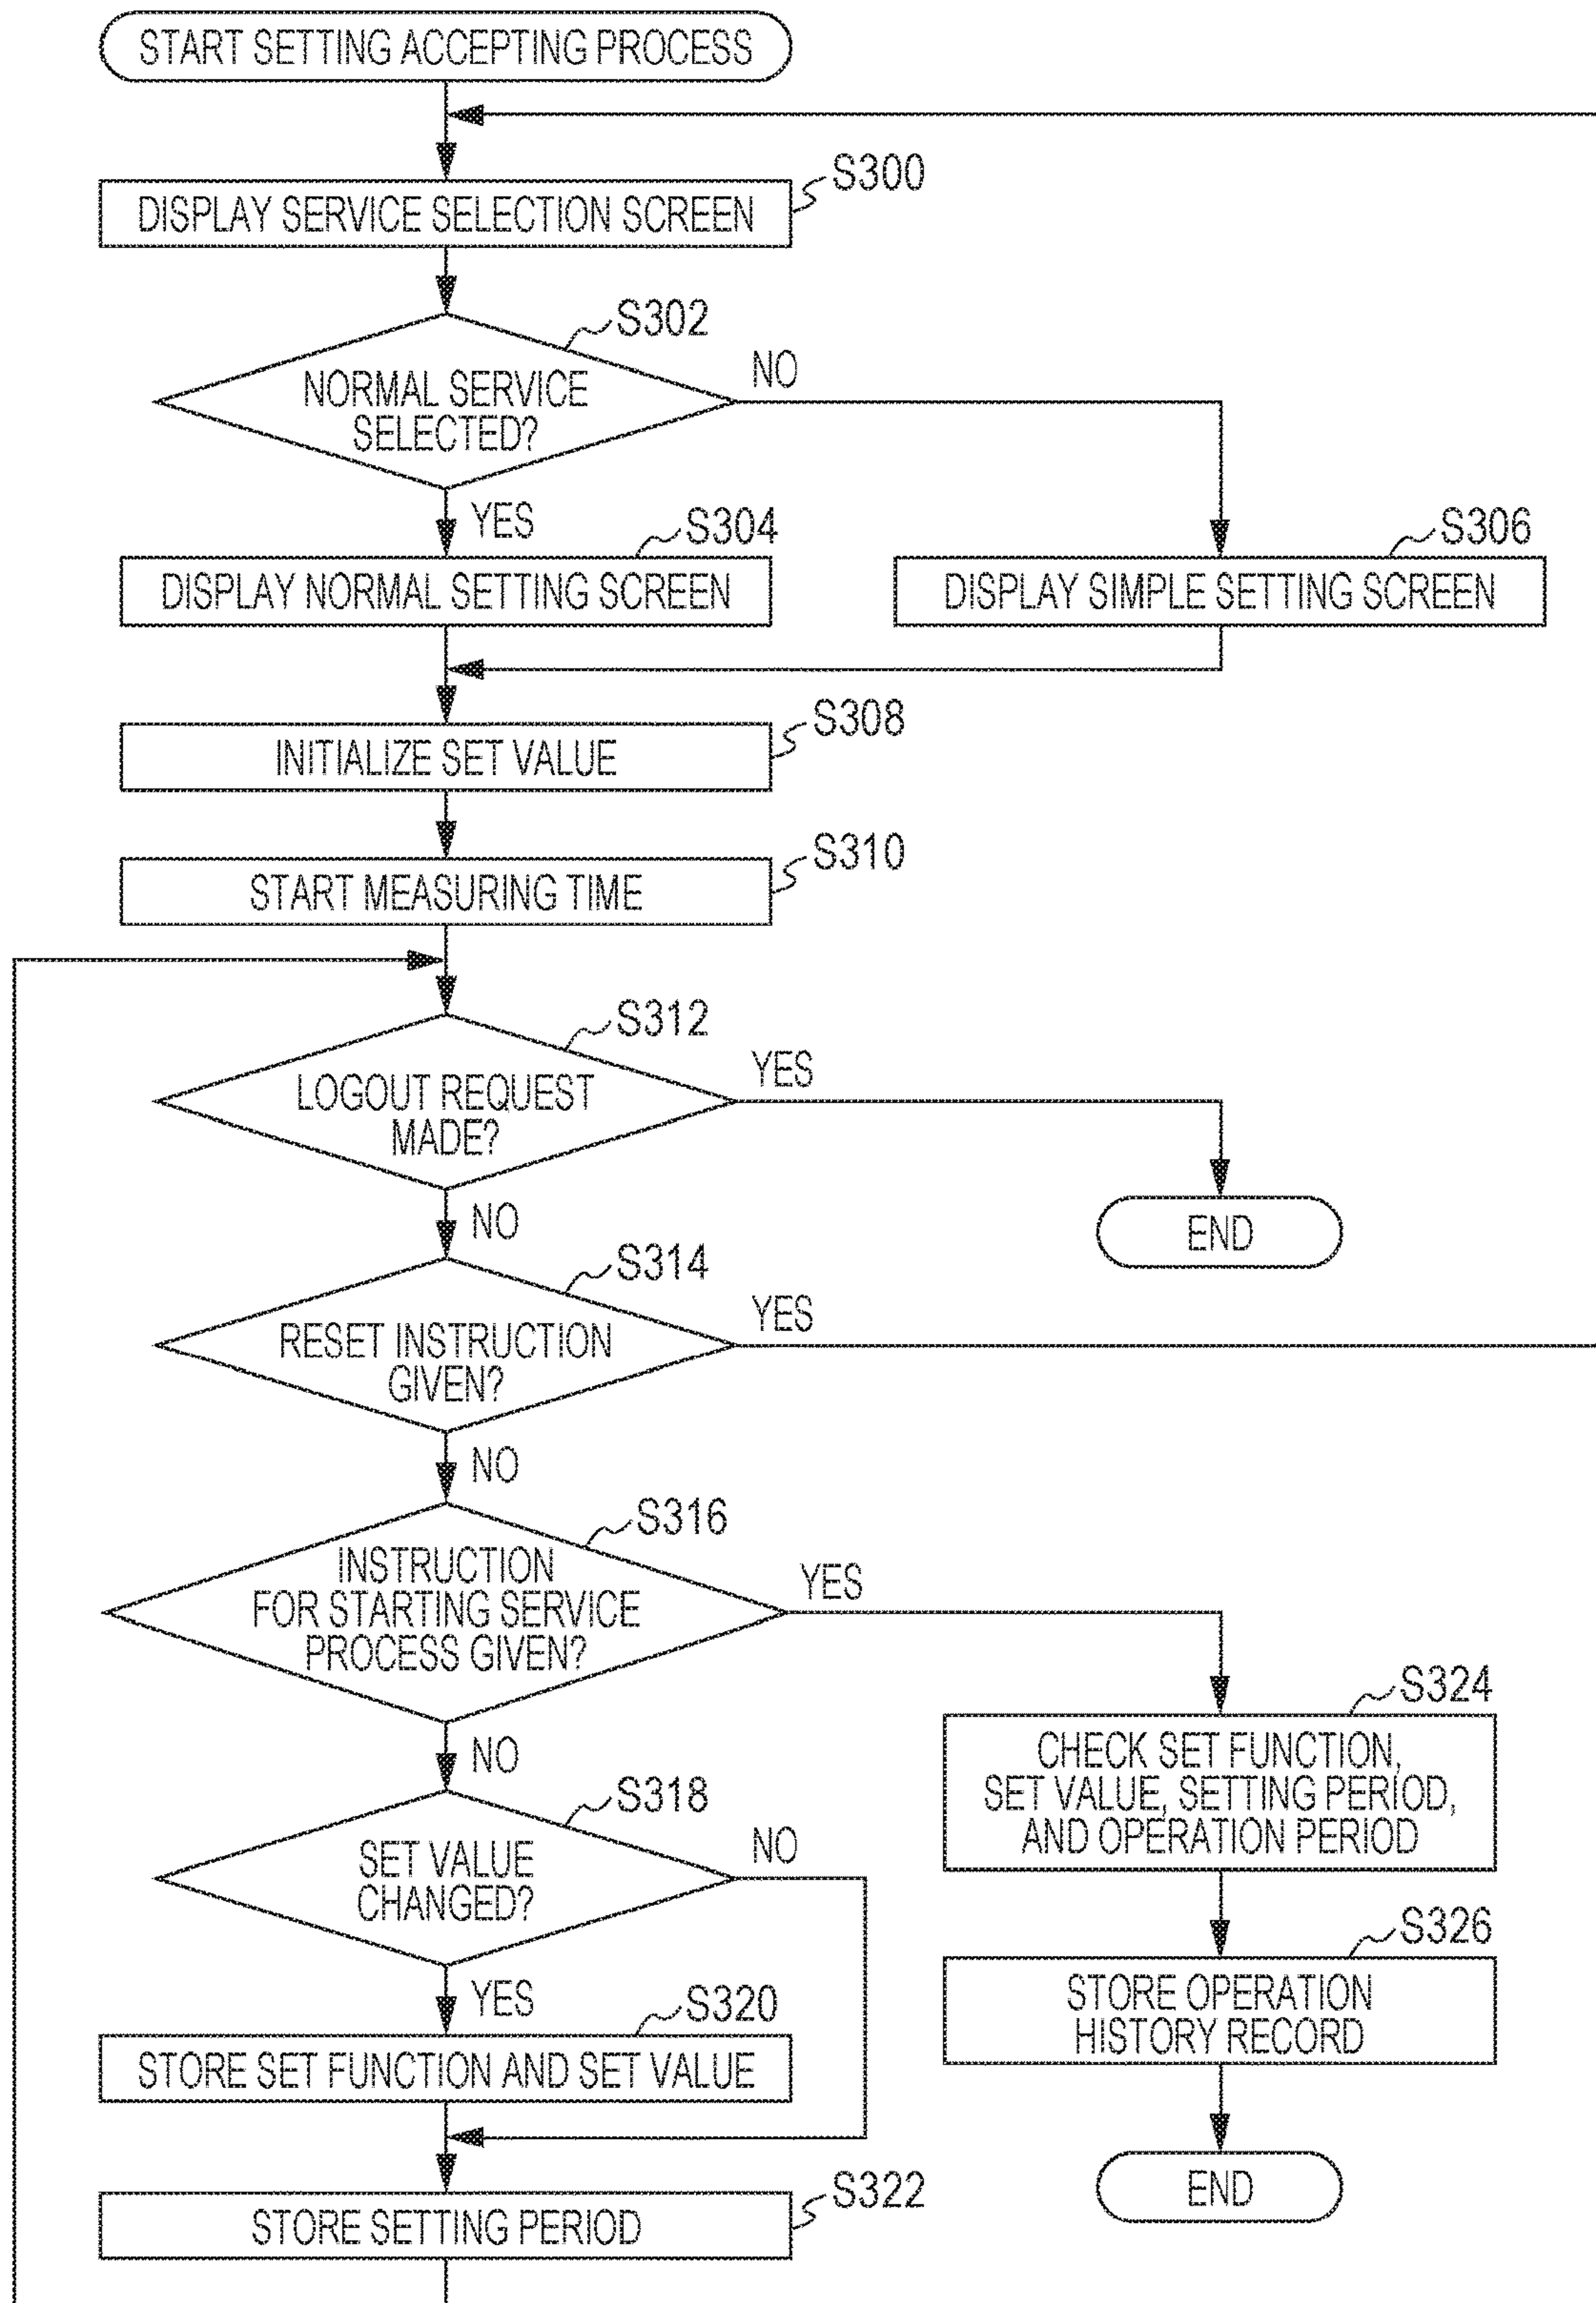 START SETTING ACCEPTING PROCESS
S300
DISPLAY SERVICE SELECTION SCREEN
S302
NORMAL SERVICE
SELECTED?
NO
YES
S304
DISPLAY NORMAL SETTING SCREEN
S306
DISPLAY SIMPLE SETTING SCREEN
S308
INITIALIZE SET VALUE
S310
START MEASURING TIME
S312
LOGOUT REQUEST
MADE?
YES
NO
END
S314
RESET INSTRUCTION
GIVEN?
YES
NO
S316
INSTRUCTION
FOR STARTING SERVICE
PROCESS GIVEN?
YES
NO
S318
SET VALUE
CHANGED?
NO
YES
S320
STORE SET FUNCTION AND SET VALUE
S322
STORE SETTING PERIOD
S324
CHECK SET FUNCTION,
SET VALUE, SETTING PERIOD,
AND OPERATION PERIOD
S326
STORE OPERATION
HISTORY RECORD
END